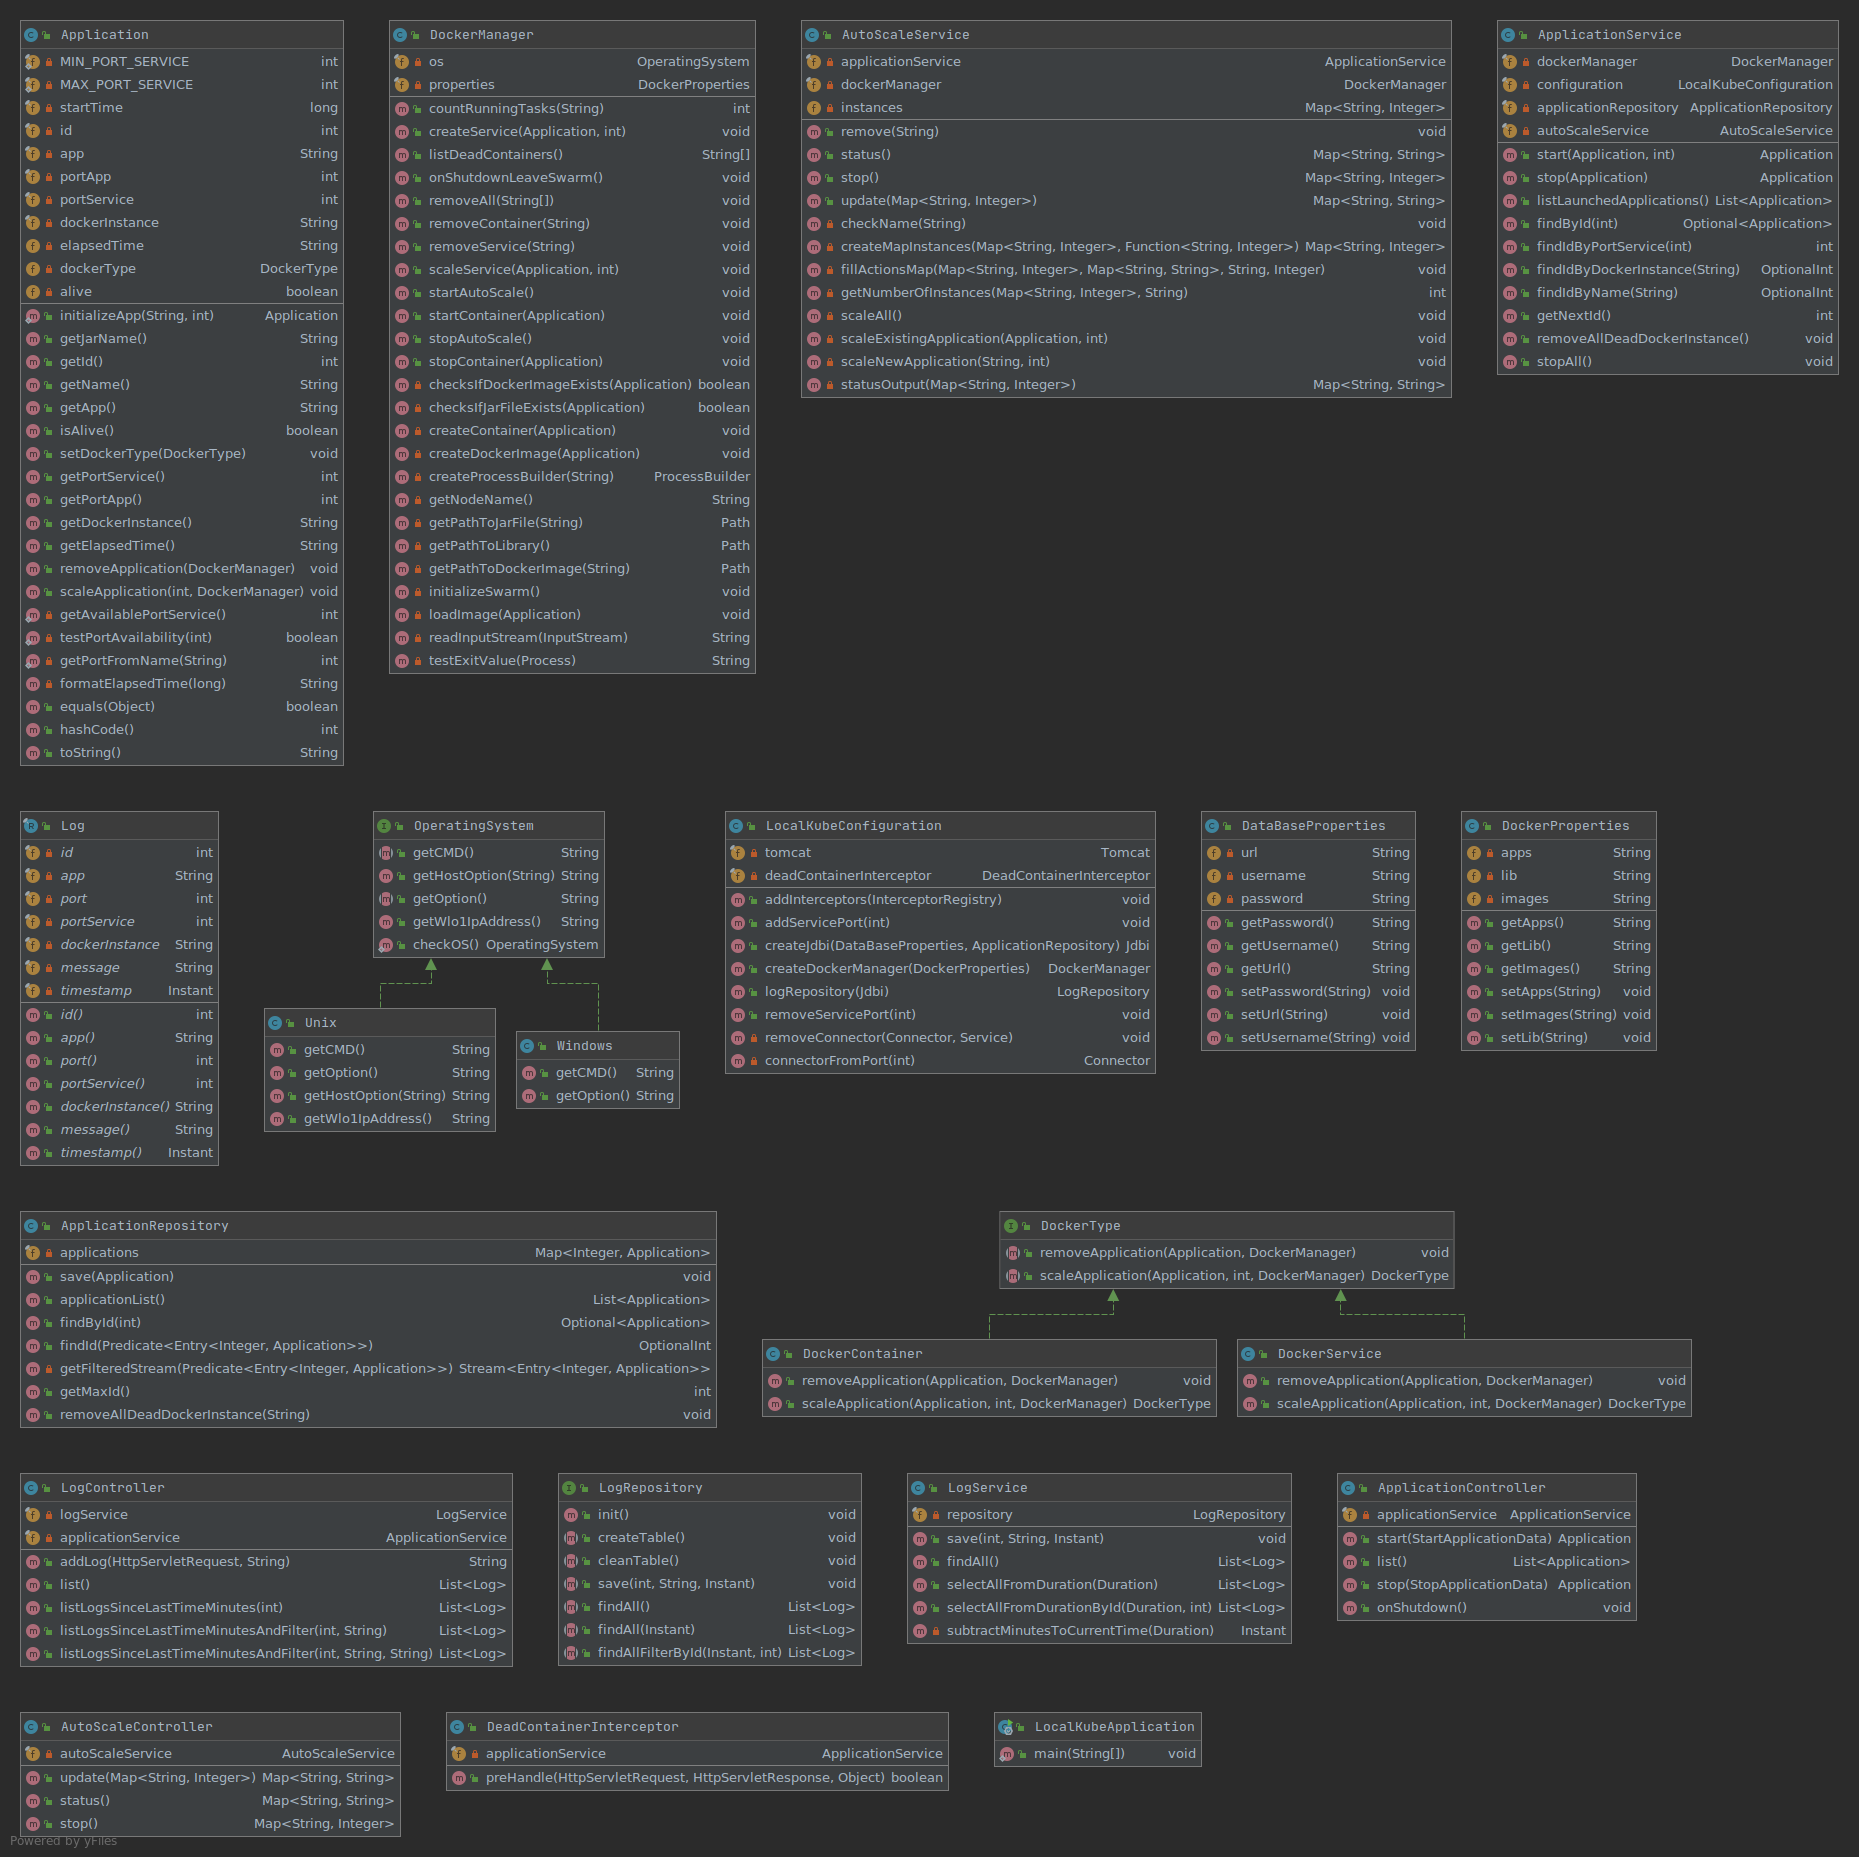 Application
MIN_PORT_SERVICE int
MAX_PORT_SERVICE int
startTime long
id int
app String
portApp int
portService int
dockerInstance String
elapsedTime String
dockerType DockerType
alive boolean
initializeApp(String, int) Application
getJarName() String
getId() int
getName() String
getApp() String
isAlive() boolean
setDockerType(DockerType) void
getPortService() int
getPortApp() int
getDockerInstance() String
getElapsedTime() String
removeApplication(DockerManager) void
scaleApplication(int, DockerManager) void
getAvailablePortService() int
testPortAvailability(int) boolean
getPortFromName(String) int
formatElapsedTime(long) String
equals(Object) boolean
hashCode() int
toString() String
DockerManager
os OperatingSystem
properties DockerProperties
countRunningTasks(String) int
createService(Application, int) void
listDeadContainers() String[]
onShutdownLeaveSwarm() void
removeAll(String[]) void
removeContainer(String) void
removeService(String) void
scaleService(Application, int) void
startAutoScale() void
startContainer(Application) void
stopAutoScale() void
stopContainer(Application) void
checksIfDockerImageExists(Application) boolean
checksIfJarFileExists(Application) boolean
createContainer(Application) void
createDockerImage(Application) void
createProcessBuilder(String) ProcessBuilder
getNodeName() String
getPathToJarFile(String) Path
getPathToLibrary() Path
getPathToDockerImage(String) Path
initializeSwarm() void
loadImage(Application) void
readInputStream(InputStream) String
testExitValue(Process) String
AutoScaleService
applicationService ApplicationService
dockerManager DockerManager
instances Map<String, Integer>
remove(String) void
status() Map<String, String>
stop() Map<String, Integer>
update(Map<String, Integer>) Map<String, String>
checkName(String) void
createMapInstances(Map<String, Integer>, Function<String, Integer>) Map<String, Integer>
fillActionsMap(Map<String, Integer>, Map<String, String>, String, Integer) void
getNumberOfInstances(Map<String, Integer>, String) int
scaleAll() void
scaleExistingApplication(Application, int) void
scaleNewApplication(String, int) void
statusOutput(Map<String, Integer>) Map<String, String>
ApplicationService
dockerManager DockerManager
configuration LocalKubeConfiguration
applicationRepository ApplicationRepository
autoScaleService AutoScaleService
start(Application, int) Application
stop(Application) Application
listLaunchedApplications() List<Application>
findById(int) Optional<Application>
findIdByPortService(int) int
findIdByDockerInstance(String) OptionalInt
findIdByName(String) OptionalInt
getNextId() int
removeAllDeadDockerInstance() void
stopAll() void
Log
id int
app String
port int
portService int
dockerInstance String
message String
timestamp Instant
id() int
app() String
port() int
portService() int
dockerInstance() String
message() String
timestamp() Instant
OperatingSystem
getCMD() String
getHostOption(String) String
getOption() String
getWlo1IpAddress() String
checkOS() OperatingSystem
Unix
getCMD() String
getOption() String
getHostOption(String) String
getWlo1IpAddress() String
Windows
getCMD() String
getOption() String
LocalKubeConfiguration
tomcat Tomcat
deadContainerInterceptor DeadContainerInterceptor
addInterceptors(InterceptorRegistry) void
addServicePort(int) void
createJdbi(DataBaseProperties, ApplicationRepository) Jdbi
createDockerManager(DockerProperties) DockerManager
logRepository(Jdbi) LogRepository
removeServicePort(int) void
removeConnector(Connector, Service) void
connectorFromPort(int) Connector
DataBaseProperties
url String
username String
password String
getPassword() String
getUsername() String
getUrl() String
setPassword(String) void
setUrl(String) void
setUsername(String) void
DockerProperties
apps String
lib String
images String
getApps() String
getLib() String
getImages() String
setApps(String) void
setImages(String) void
setLib(String) void
ApplicationRepository
applications Map<Integer, Application>
save(Application) void
applicationList() List<Application>
findById(int) Optional<Application>
findId(Predicate<Entry<Integer, Application>>) OptionalInt
getFilteredStream(Predicate<Entry<Integer, Application>>) Stream<Entry<Integer, Application>>
getMaxId() int
removeAllDeadDockerInstance(String) void
DockerType
removeApplication(Application, DockerManager) void
scaleApplication(Application, int, DockerManager) DockerType
DockerContainer
removeApplication(Application, DockerManager) void
scaleApplication(Application, int, DockerManager) DockerType
DockerService
removeApplication(Application, DockerManager) void
scaleApplication(Application, int, DockerManager) DockerType
LogController
logService LogService
applicationService ApplicationService
addLog(HttpServletRequest, String) String
list() List<Log>
listLogsSinceLastTimeMinutes(int) List<Log>
listLogsSinceLastTimeMinutesAndFilter(int, String) List<Log>
listLogsSinceLastTimeMinutesAndFilter(int, String, String) List<Log>
LogRepository
init() void
createTable() void
cleanTable() void
save(int, String, Instant) void
findAll() List<Log>
findAll(Instant) List<Log>
findAllFilterById(Instant, int) List<Log>
LogService
repository LogRepository
save(int, String, Instant) void
findAll() List<Log>
selectAllFromDuration(Duration) List<Log>
selectAllFromDurationById(Duration, int) List<Log>
subtractMinutesToCurrentTime(Duration) Instant
ApplicationController
applicationService ApplicationService
start(StartApplicationData) Application
list() List<Application>
stop(StopApplicationData) Application
onShutdown() void
AutoScaleController
autoScaleService AutoScaleService
update(Map<String, Integer>) Map<String, String>
status() Map<String, String>
stop() Map<String, Integer>
DeadContainerInterceptor
applicationService ApplicationService
preHandle(HttpServletRequest, HttpServletResponse, Object) boolean
LocalKubeApplication
main(String[]) void
Powered by yFiles